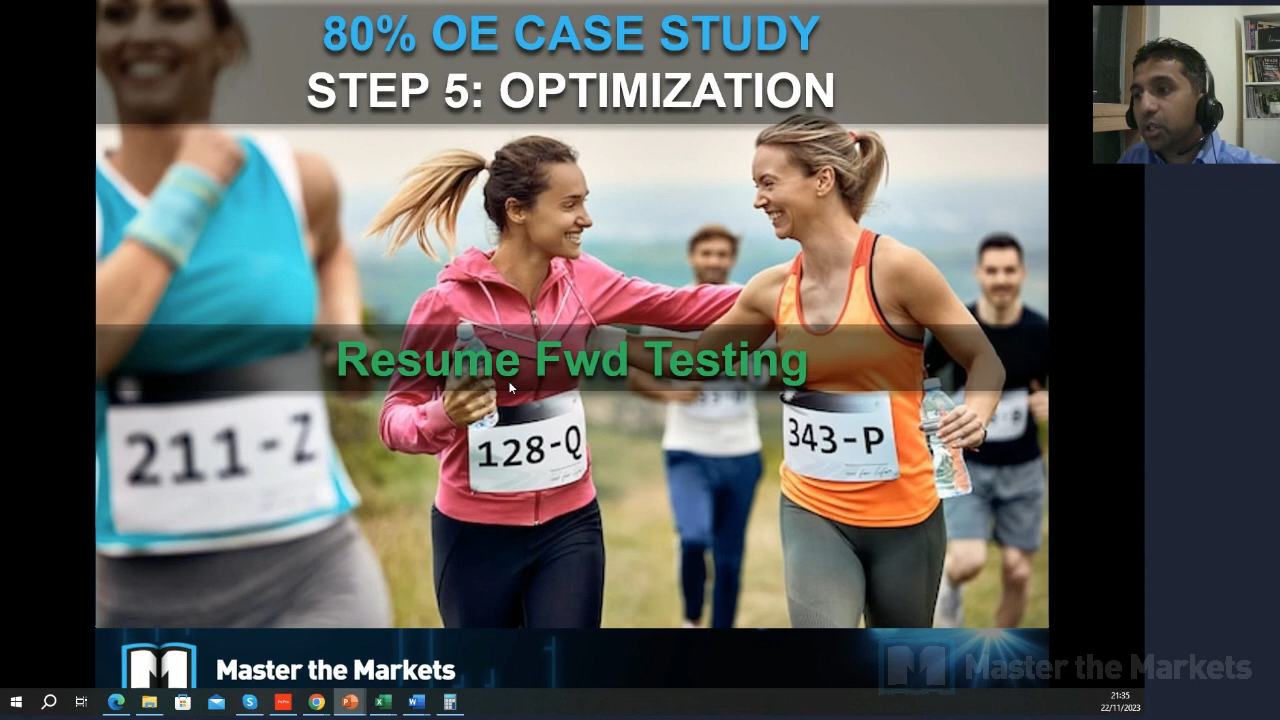 80% OE CASE STUDY
STEP 5: OPTIMIZATION
Resume Fwd Testing
211-Z
128-Q
343-P
Master the Markets
Master the Markets
21:35
22/11/2023